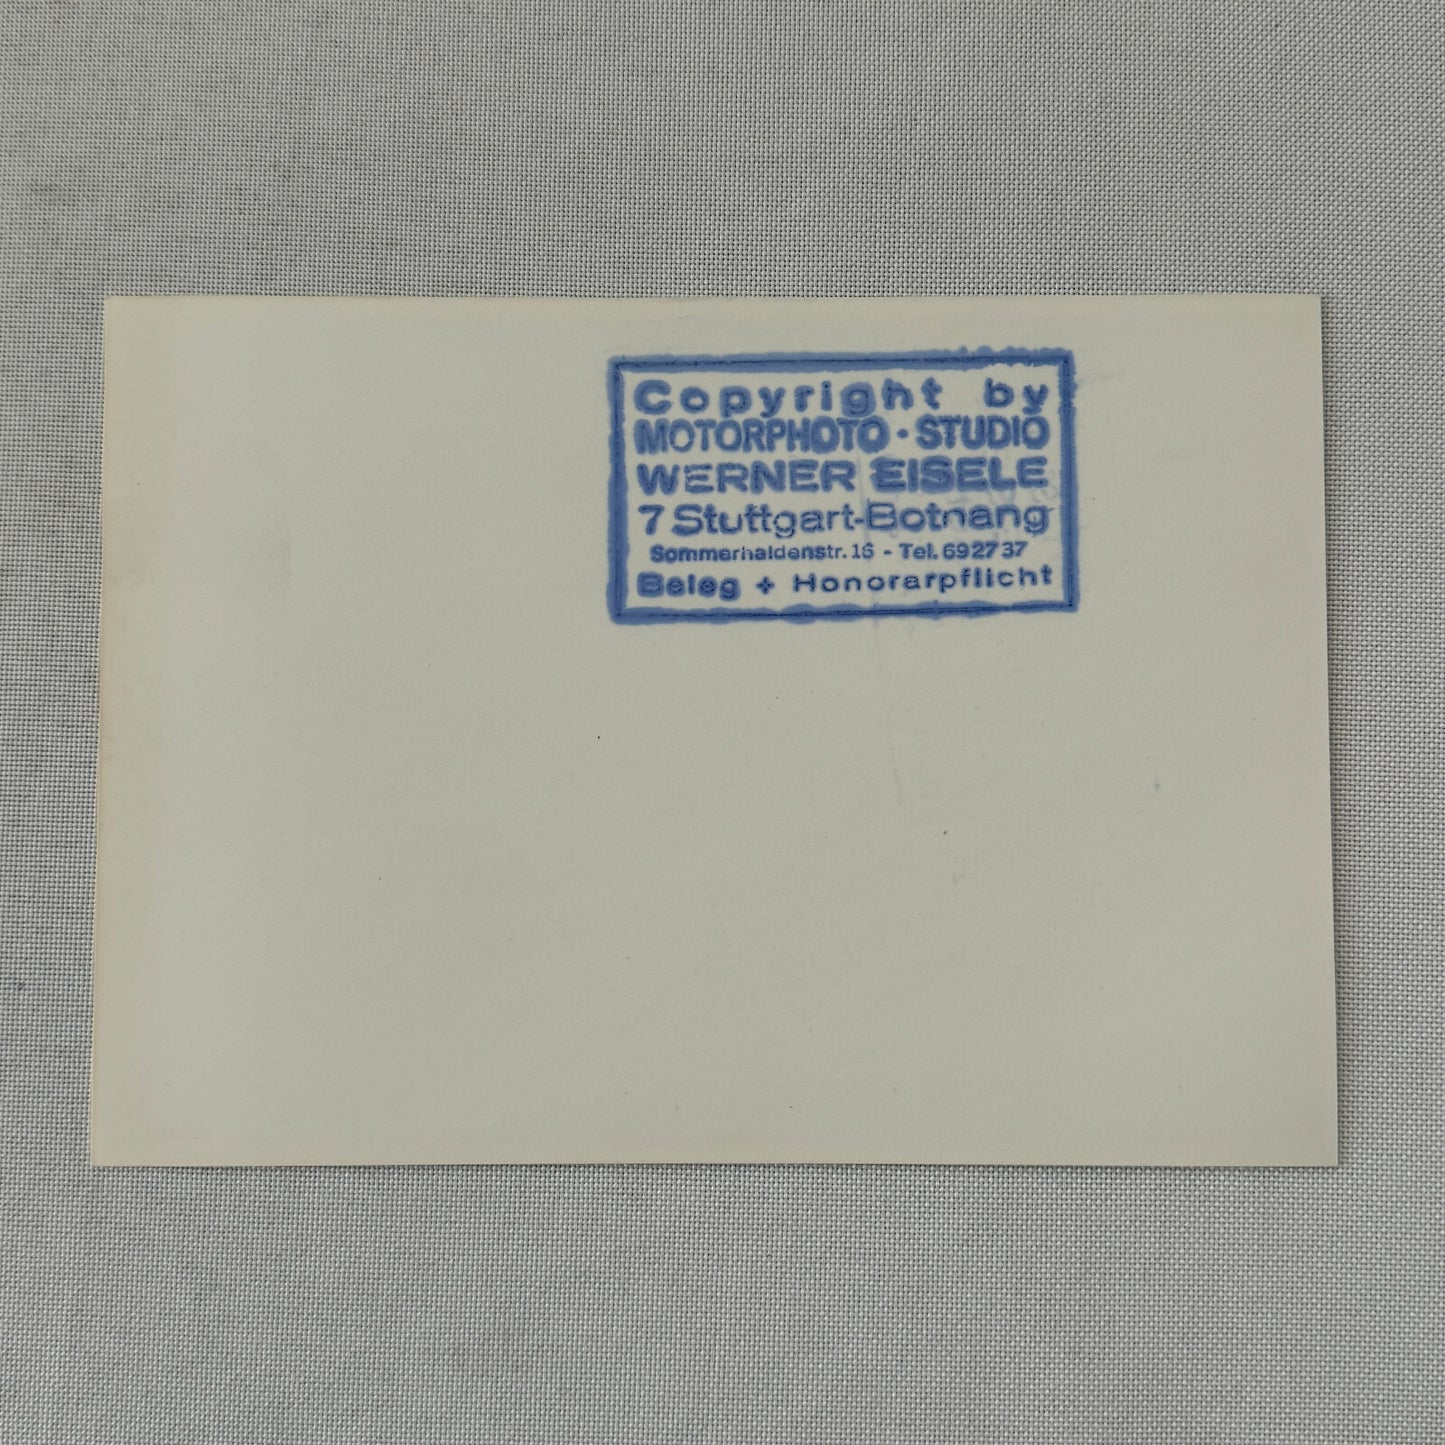 Copyright by
MOTORPHOTO · STUDIO
WERNER EISELE
7 Stuttgart-Botnang
Sommerhaldenstr. 16 - Tel. 692737
Beleg + Honorarpflicht